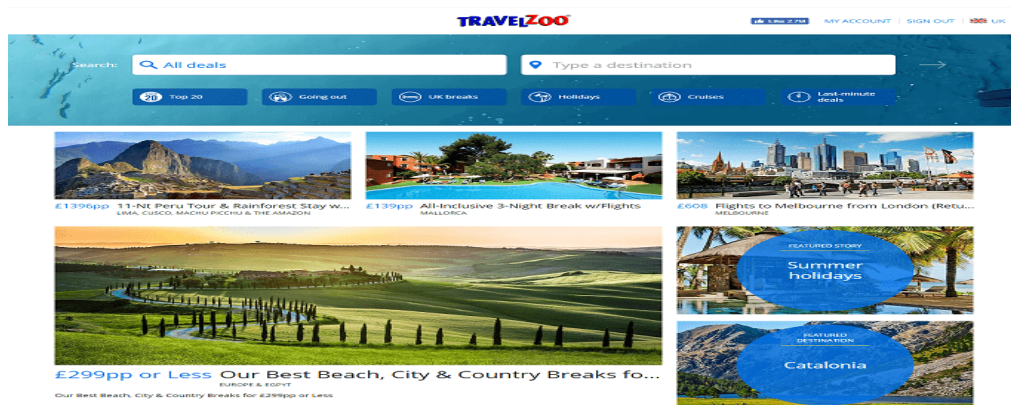 TRAVELZOO
Like 2.7M MY ACCOUNT SIGN OUT UK
Search: All deals Type a destination
20 Top 20 Going out UK breaks Holidays Cruises Last-minute deals
£1396pp 11-Nt Peru Tour & Rainforest Stay w...
LIMA, CUSCO, MACHU PICCHU & THE AMAZON
£139pp All-Inclusive 3-Night Break w/Flights
MALLORCA
£608 Flights to Melbourne from London (Retu...
MELBOURNE
FEATURED STORY
Summer
holidays
FEATURED
DESTINATION
Catalonia
£299pp or Less Our Best Beach, City & Country Breaks fo...
EUROPE & EGPYT
Our Best Beach, City & Country Breaks for £299pp or Less